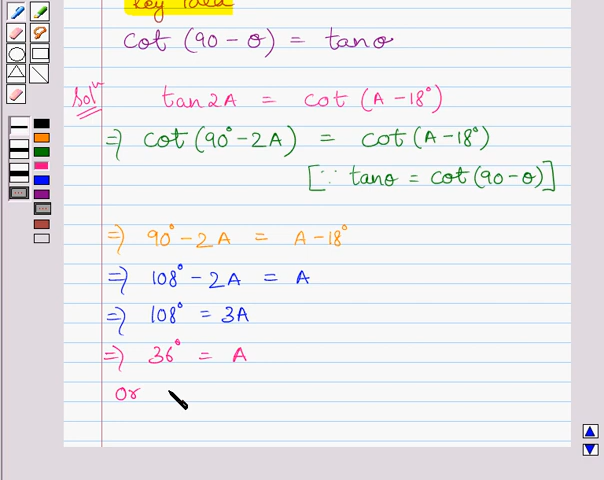 Key Idea
cot (90 - θ) = tanθ
Solⁿ tan2A = cot (A - 18°)
⇒ cot (90° - 2A) = cot (A - 18°)
[∵ tanθ = cot (90 - θ)]
⇒ 90° - 2A = A - 18°
⇒ 108° - 2A = A
⇒ 108° = 3A
⇒ 36° = A
Or